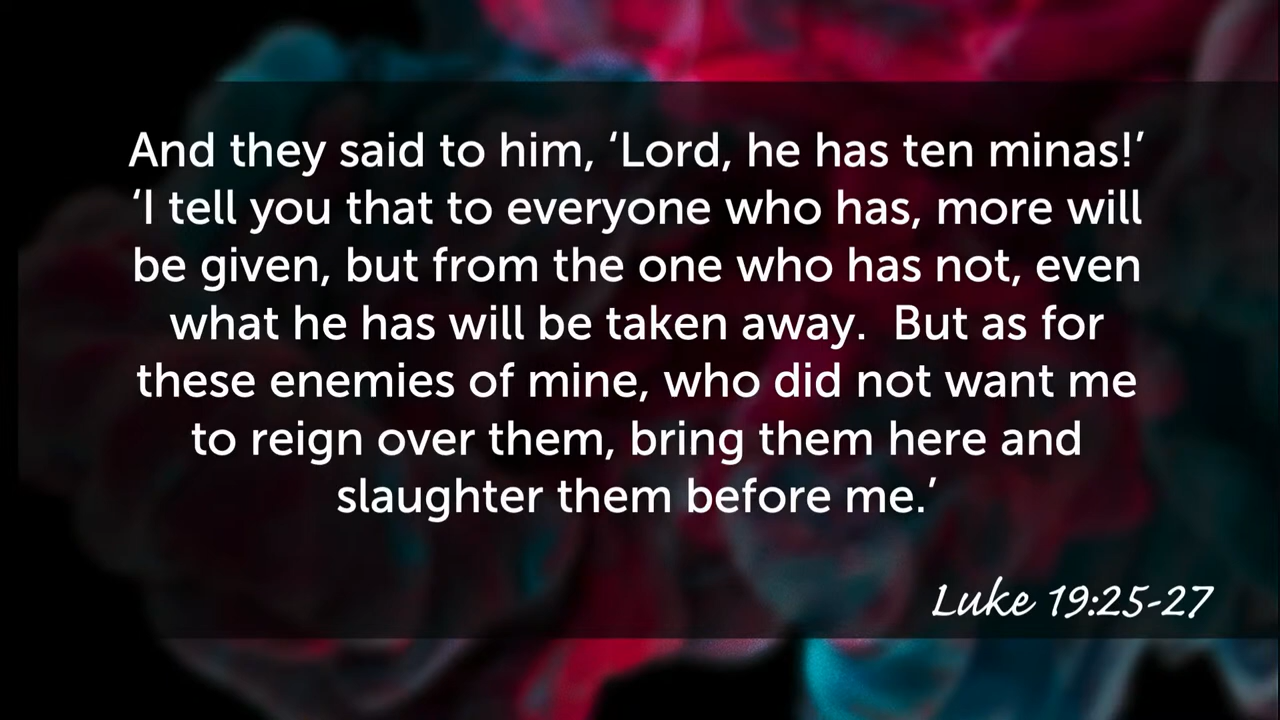 And they said to him, ‘Lord, he has ten minas!’
‘I tell you that to everyone who has, more will
be given, but from the one who has not, even
what he has will be taken away.  But as for
these enemies of mine, who did not want me
to reign over them, bring them here and
slaughter them before me.’
Luke 19:25-27